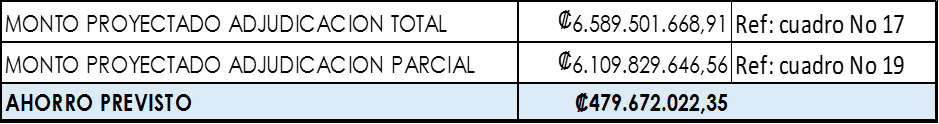 MONTO PROYECTADO ADJUDICACION TOTAL ₡6.589.501.668,91 Ref: cuadro No 17
MONTO PROYECTADO ADJUDICACION PARCIAL ₡6.109.829.646,56 Ref: cuadro No 19
AHORRO PREVISTO ₡479.672.022,35